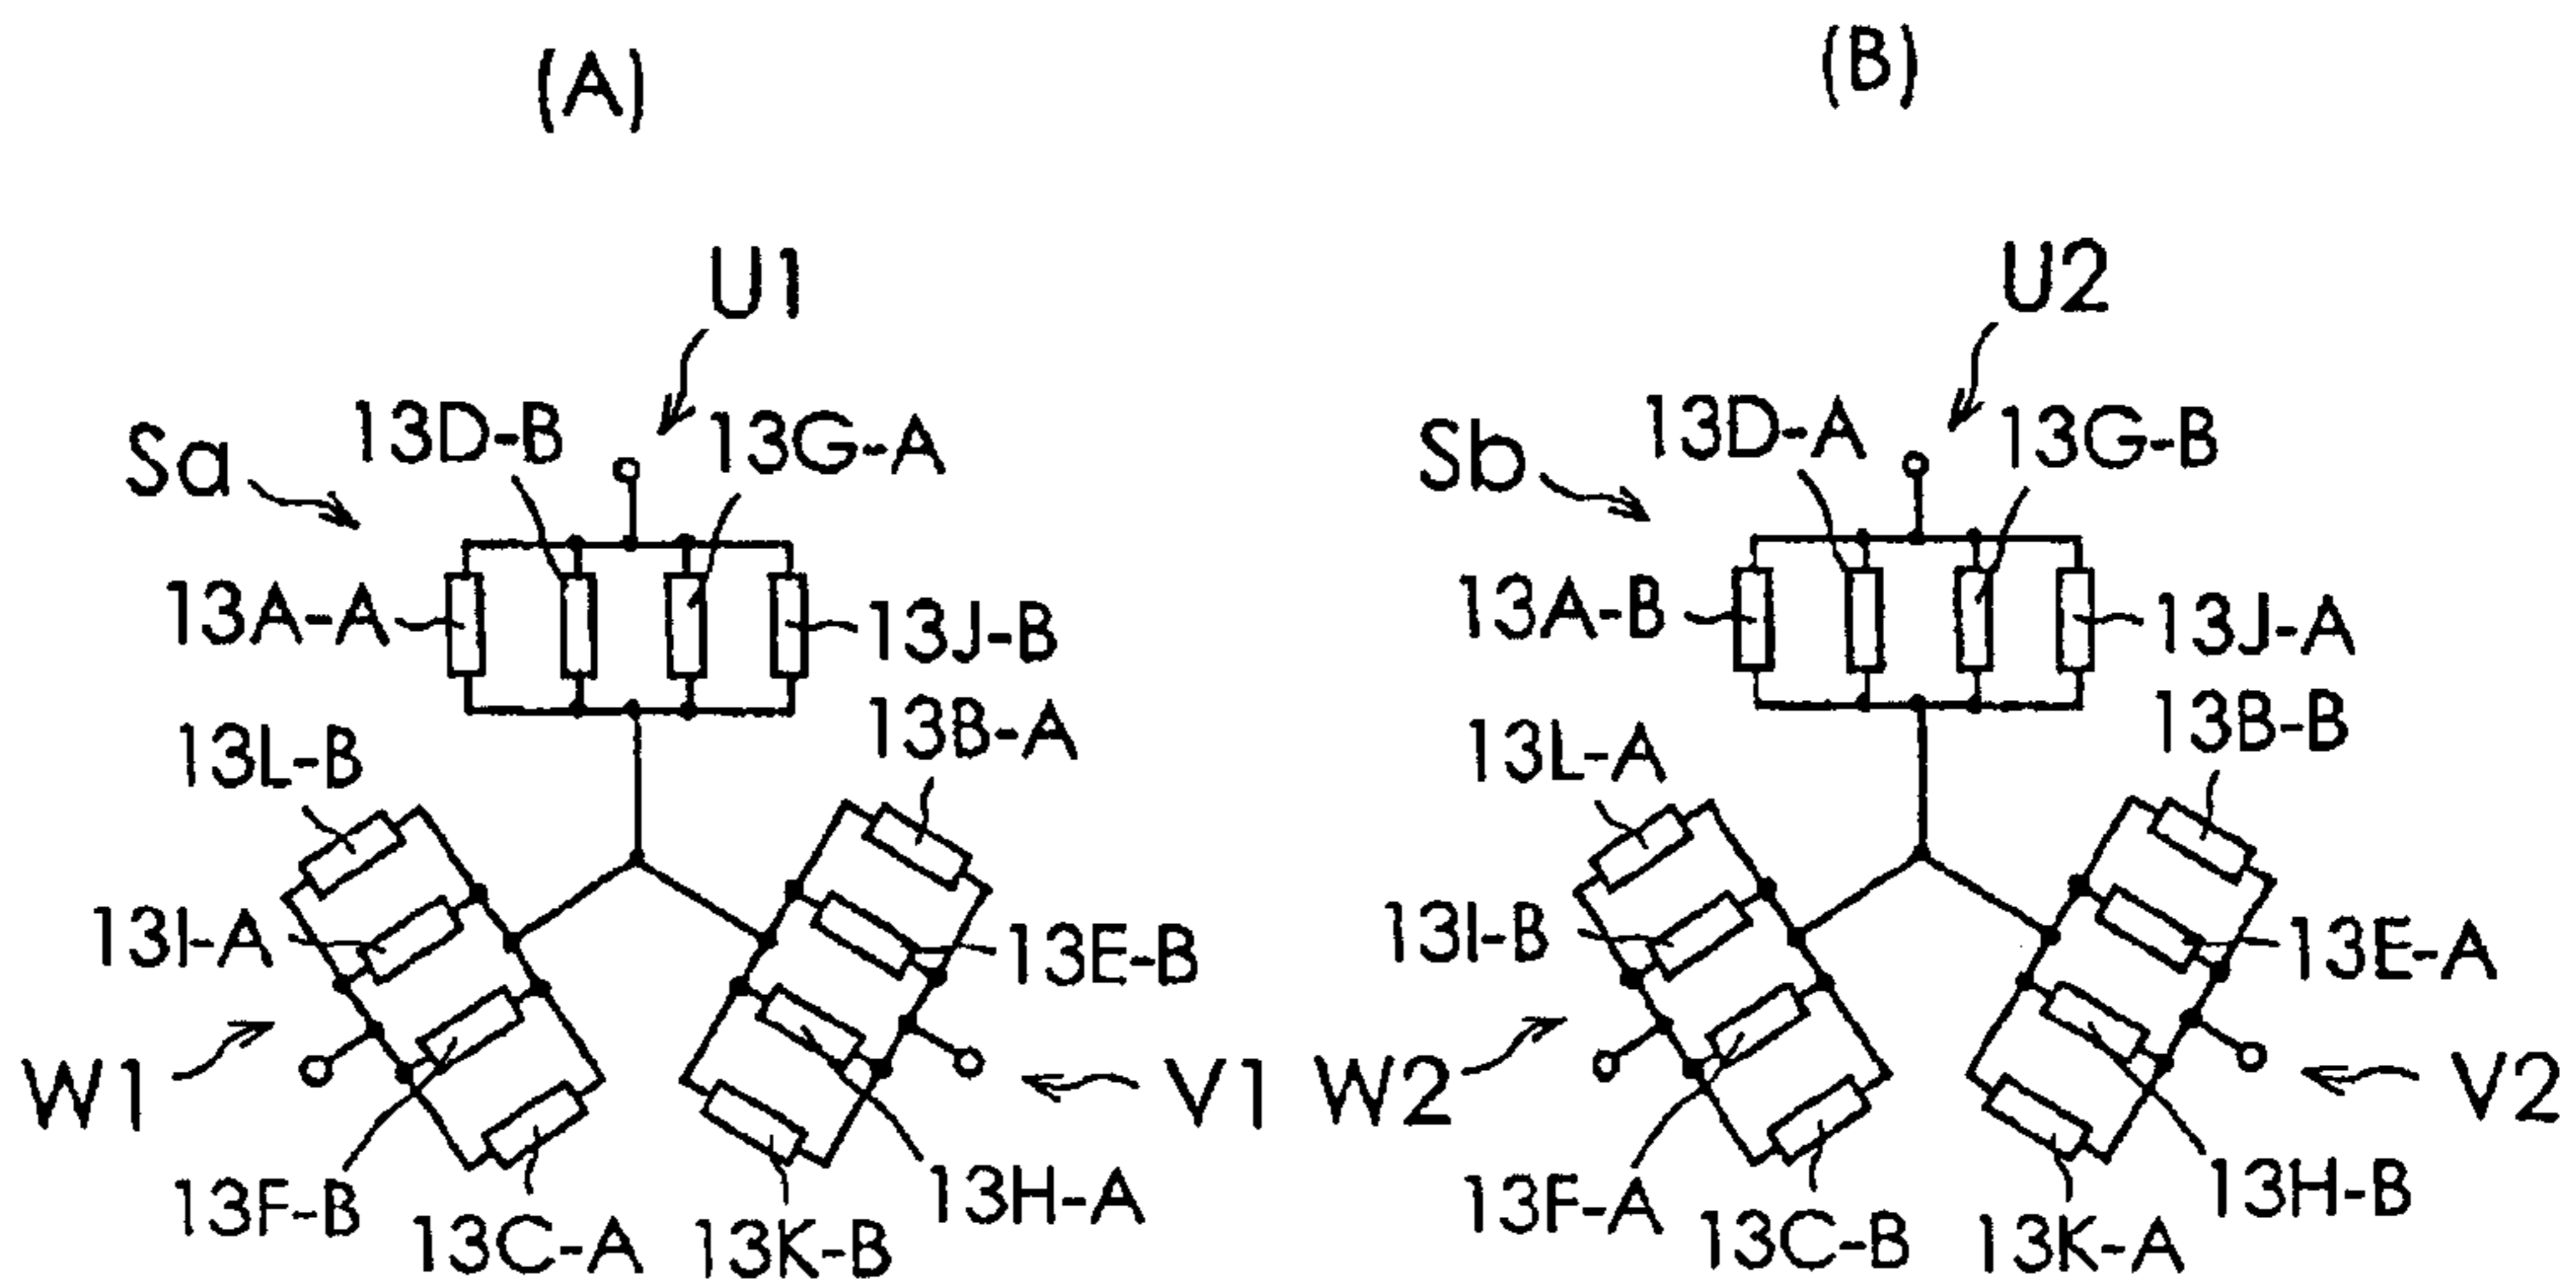 (A)
U1
Sa
13D-B
13G-A
13A-A
13J-B
13L-B
13B-A
13I-A
13E-B
W1
V1
13F-B
13C-A
13K-B
13H-A
(B)
U2
Sb
13D-A
13G-B
13A-B
13J-A
13L-A
13B-B
13I-B
13E-A
W2
V2
13F-A
13C-B
13K-A
13H-B